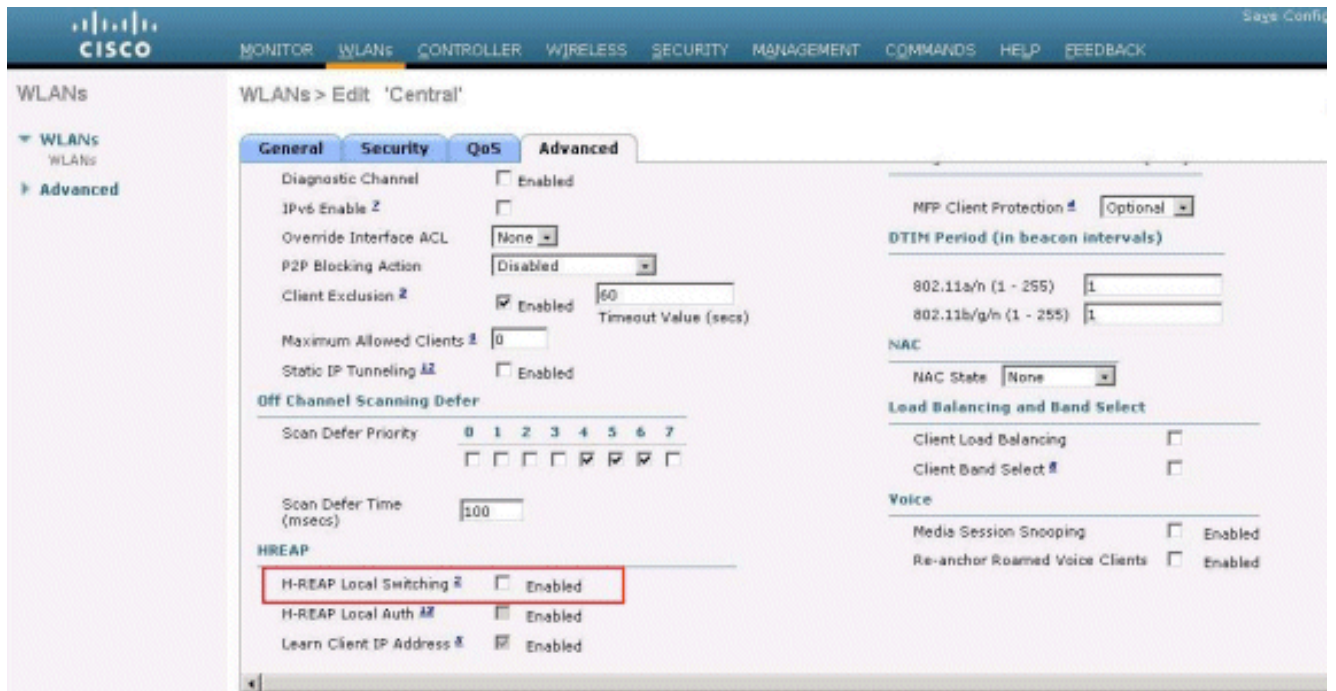 Save Config
CISCO
MONITOR WLANs CONTROLLER WIRELESS SECURITY MANAGEMENT COMMANDS HELP FEEDBACK
WLANs
WLANs
WLANs
Advanced
WLANs > Edit 'Central'
General Security QoS Advanced
Diagnostic Channel Enabled
IPv6 Enable
Override Interface ACL None
P2P Blocking Action Disabled
Client Exclusion Enabled 60
Timeout Value (secs)
Maximum Allowed Clients 0
Static IP Tunneling Enabled
Off Channel Scanning Defer
Scan Defer Priority 0 1 2 3 4 5 6 7
Scan Defer Time
(msecs) 100
HREAP
H-REAP Local Switching Enabled
H-REAP Local Auth Enabled
Learn Client IP Address Enabled
MFP Client Protection Optional
DTIM Period (in beacon intervals)
802.11a/n (1 - 255) 1
802.11b/g/n (1 - 255) 1
NAC
NAC State None
Load Balancing and Band Select
Client Load Balancing
Client Band Select
Voice
Media Session Snooping Enabled
Re-anchor Roamed Voice Clients Enabled